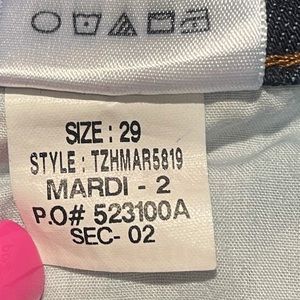 SIZE : 29
STYLE : TZHMAR5819
MARDI - 2
P.O# 523100A
SEC- 02